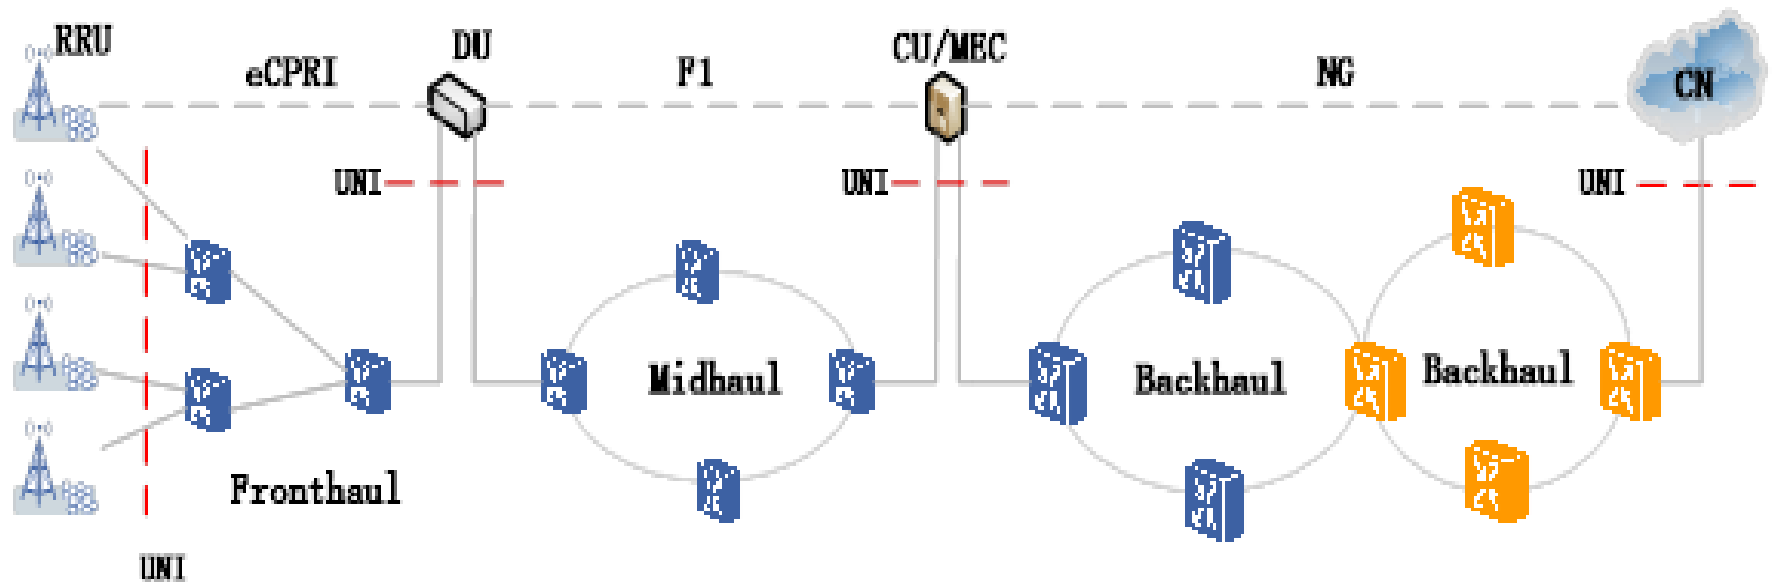 RRU
eCPRI
DU
F1
CU/MEC
NG
CN
UNI
UNI
UNI
Midhaul
Backhaul
Backhaul
Fronthaul
UNI